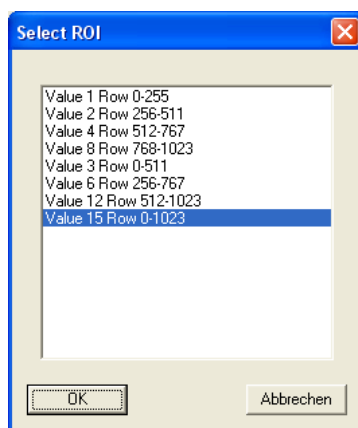 Select ROI
Value 1 Row 0-255
Value 2 Row 256-511
Value 4 Row 512-767
Value 8 Row 768-1023
Value 3 Row 0-511
Value 6 Row 256-767
Value 12 Row 512-1023
Value 15 Row 0-1023
OK
Abbrechen